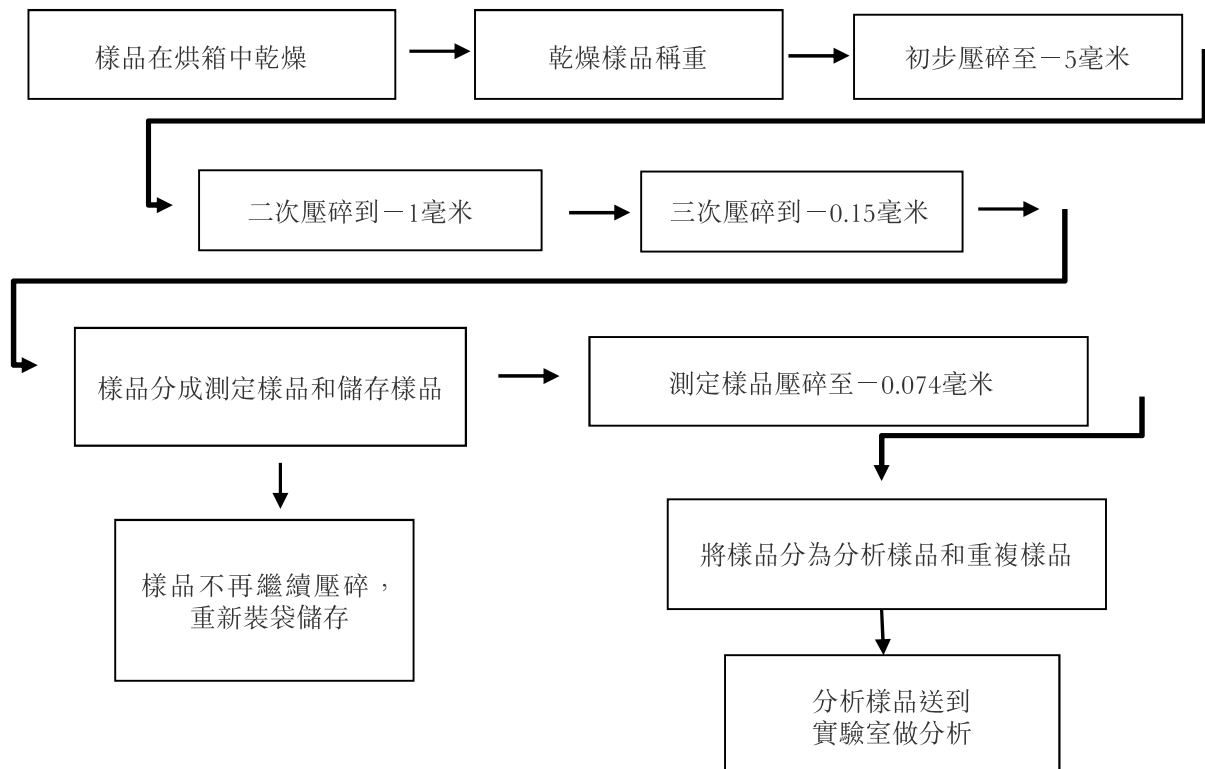 樣品在烘箱中乾燥
乾燥樣品稱重
初步壓碎至－5毫米
二次壓碎到－1毫米
三次壓碎到－0.15毫米
樣品分成測定樣品和儲存樣品
測定樣品壓碎至－0.074毫米
樣品不再繼續壓碎，
重新裝袋儲存
將樣品分為分析樣品和重複樣品
分析樣品送到
實驗室做分析